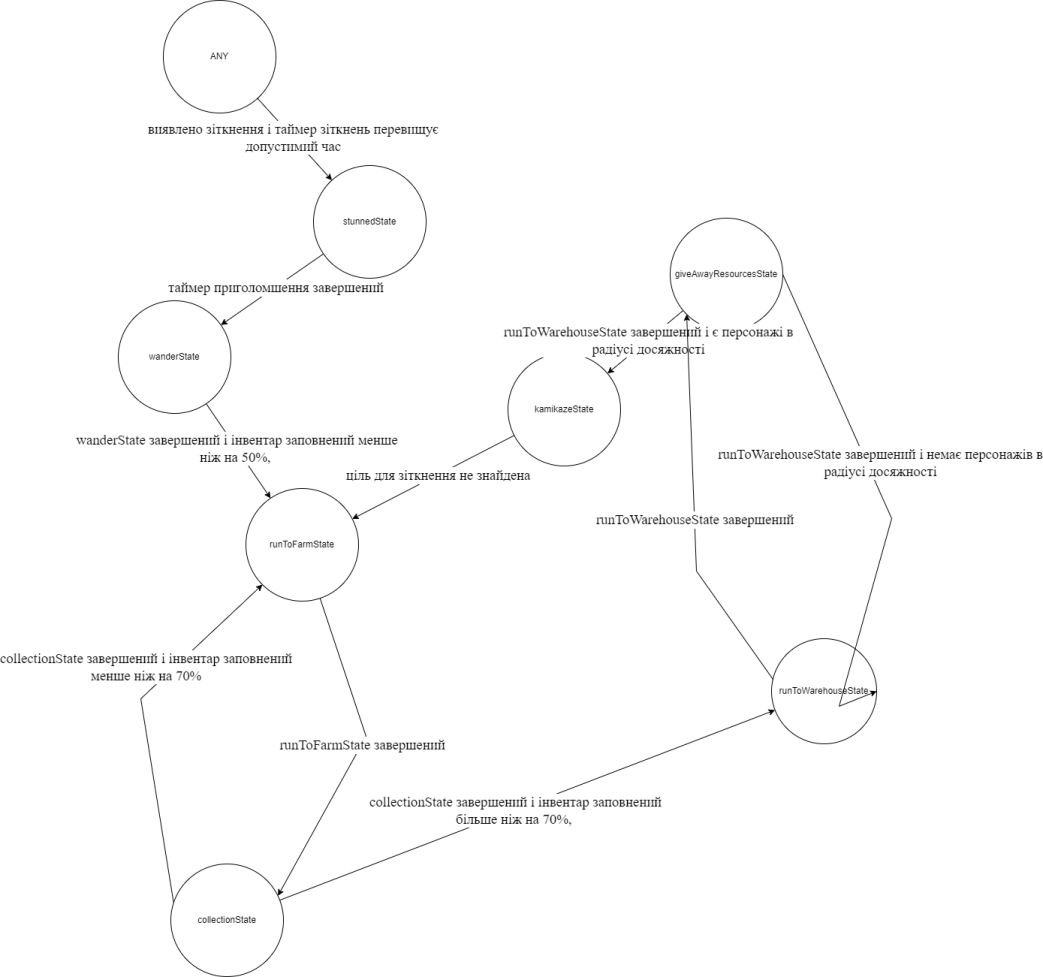 ANY
виявлено зіткнення і таймер зіткнень перевищує
допустимий час
stunnedState
giveAwayResourcesState
таймер приголомшення завершений
runToWarehouseState завершений і є персонажі в
радіусі досяжності
wanderState
kamikazeState
wanderState завершений і інвентар заповнений менше
ніж на 50%,
runToWarehouseState завершений і немає персонажів в
радіусі досяжності
ціль для зіткнення не знайдена
runToWarehouseState завершений
runToFarmState
collectionState завершений і інвентар заповнений
менше ніж на 70%
runToWarehouseState
runToFarmState завершений
collectionState завершений і інвентар заповнений
більше ніж на 70%,
collectionState